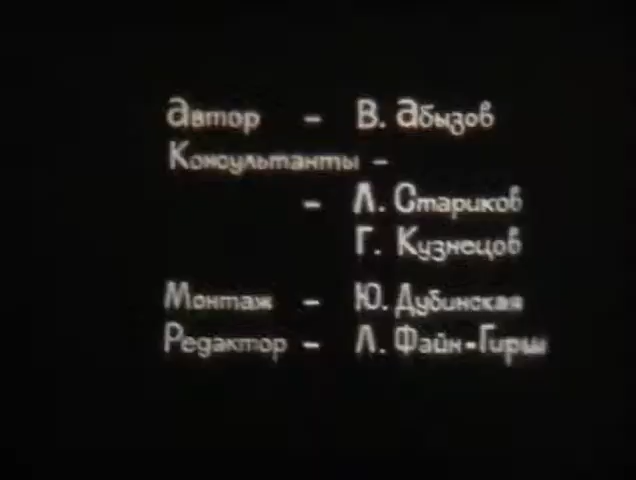 Автор - В. Абызов
Консультанты -
- Л. Стариков
Г. Кузнецов
Монтаж - Ю. Дубинская
Редактор - Л. Файн-Гирш